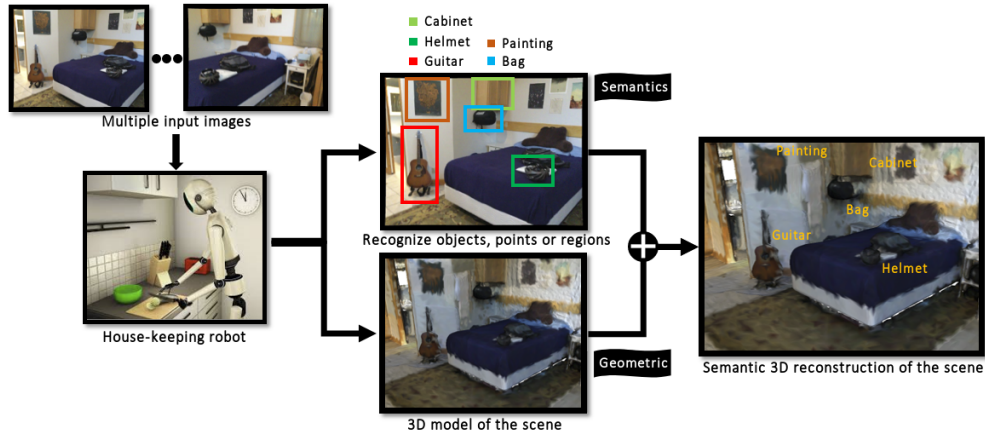 Cabinet
Helmet
Painting
Guitar
Bag
Semantics
Multiple input images
Painting
Cabinet
Bag
Guitar
Helmet
Recognize objects, points or regions
House-keeping robot
Geometric
Semantic 3D reconstruction of the scene
3D model of the scene